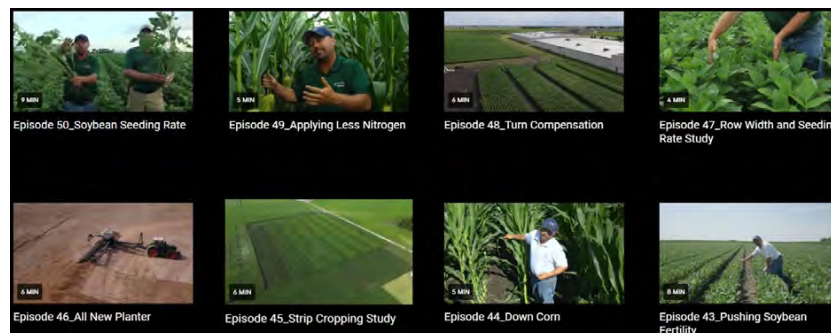 9 MIN
5 MIN
6 MIN
4 MIN
Episode 50_Soybean Seeding Rate
Episode 49_Applying Less Nitrogen
Episode 48_Turn Compensation
Episode 47_Row Width and Seedin
Rate Study
6 MIN
6 MIN
5 MIN
8 MIN
Episode 46_All New Planter
Episode 45_Strip Cropping Study
Episode 44_Down Corn
Episode 43_Pushing Soybean
Fertility